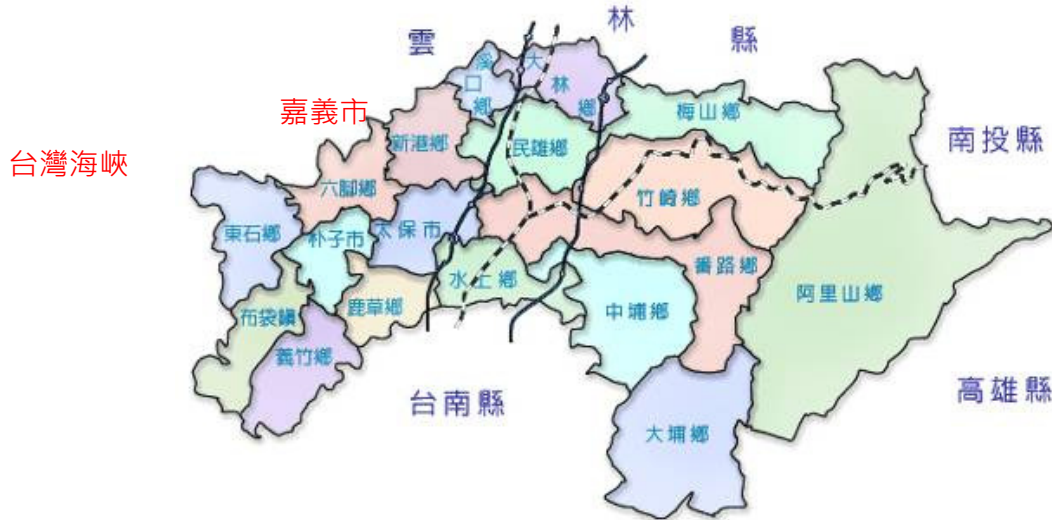 雲林縣
溪口鄉
大林鄉
嘉義市
梅山鄉
新港鄉
民雄鄉
南投縣
台灣海峽
六腳鄉
竹崎鄉
東石鄉
朴子市
太保市
番路鄉
水上鄉
阿里山鄉
布袋鎮
鹿草鄉
中埔鄉
義竹鄉
台南縣
高雄縣
大埔鄉